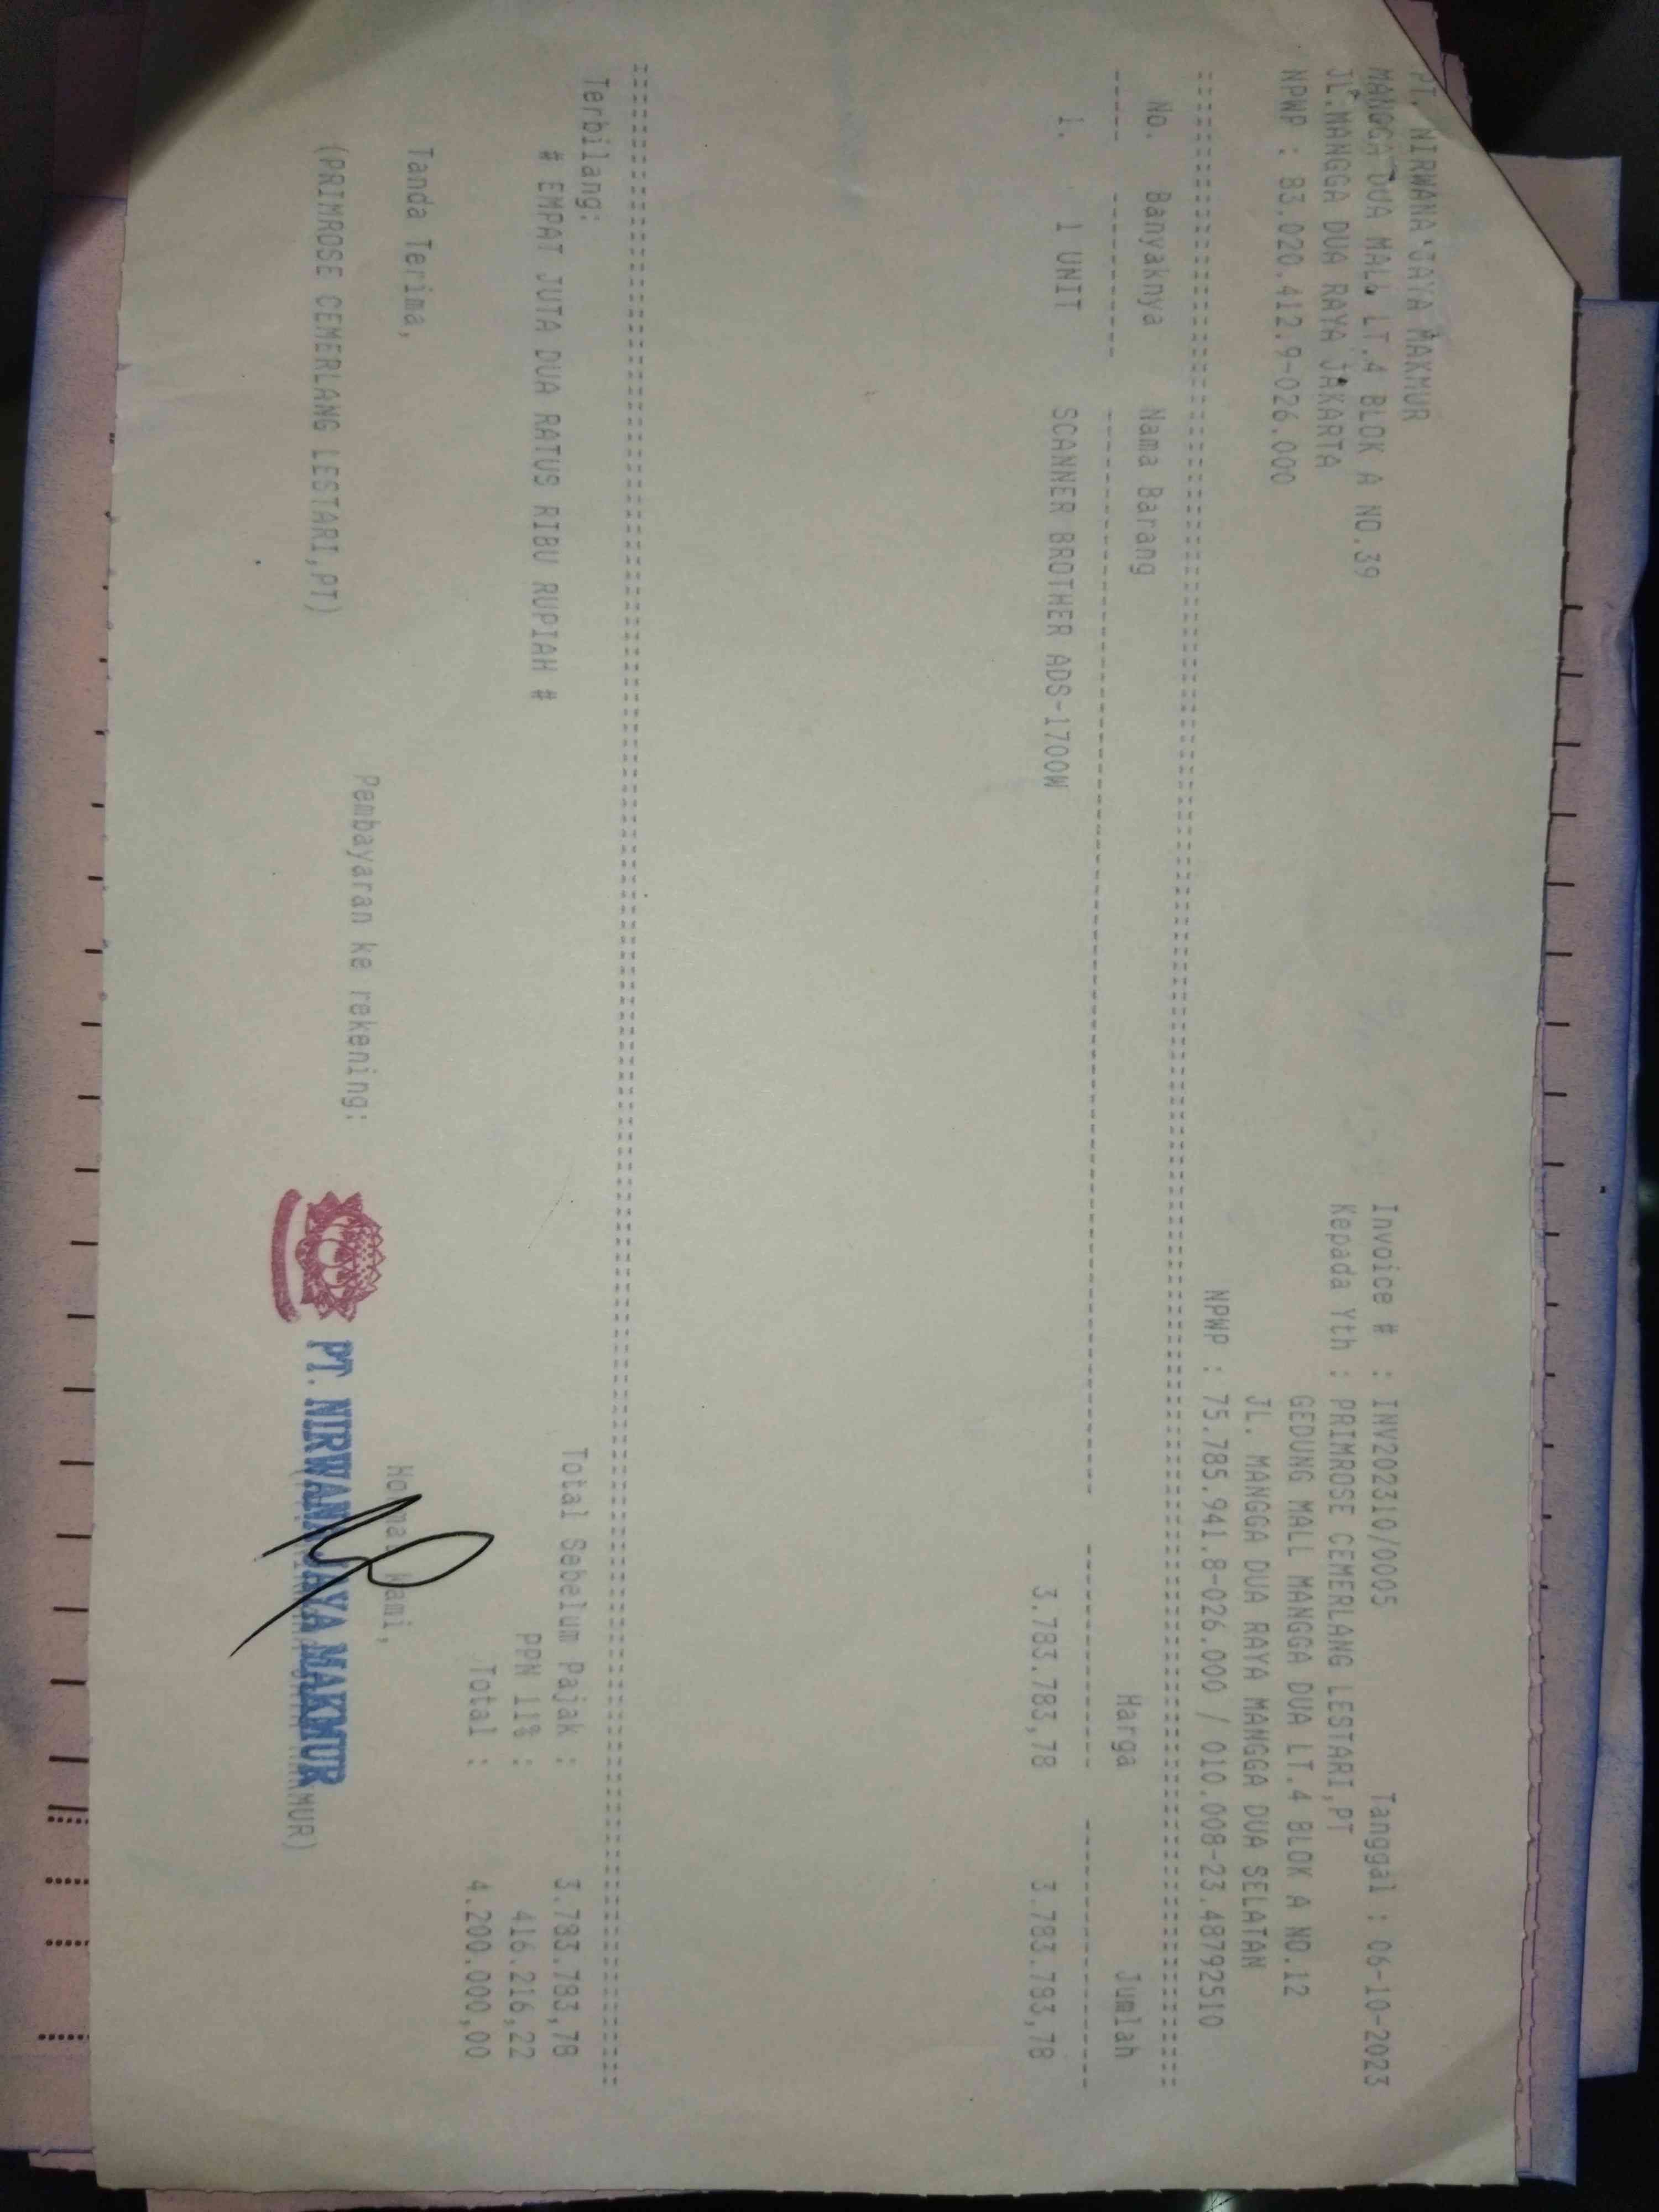 PT. NIRWANA JAYA MAKMUR
MANGGA DUA MALL LT.4 BLOK A NO.39
JL.MANGGA DUA RAYA JAKARTA
NPWP : 83.020.412.9-026.000
Invoice # : INV202310/0005 Tanggal : 06-10-2023
Kepada Yth : PRIMROSE CEMERLANG LESTARI,PT
GEDUNG MALL MANGGA DUA LT.4 BLOK A NO.12
JL. MANGGA DUA RAYA MANGGA DUA SELATAN
NPWP : 75.785.941.8-026.000 / 010.008-23.48792510
No. Banyaknya Nama Barang Harga Jumlah
1. 1 UNIT SCANNER BROTHER ADS-1700W 3.783.783,78 3.783.783,78
Terbilang:
# EMPAT JUTA DUA RATUS RIBU RUPIAH #
Total Sebelum Pajak : 3.783.783,78
PPN 11% : 416.216,22
Total : 4.200.000,00
Tanda Terima,
Hormat kami,
Pembayaran ke rekening:
(PRIMROSE CEMERLANG LESTARI,PT)
PT. NIRWANA JAYA MAKMUR